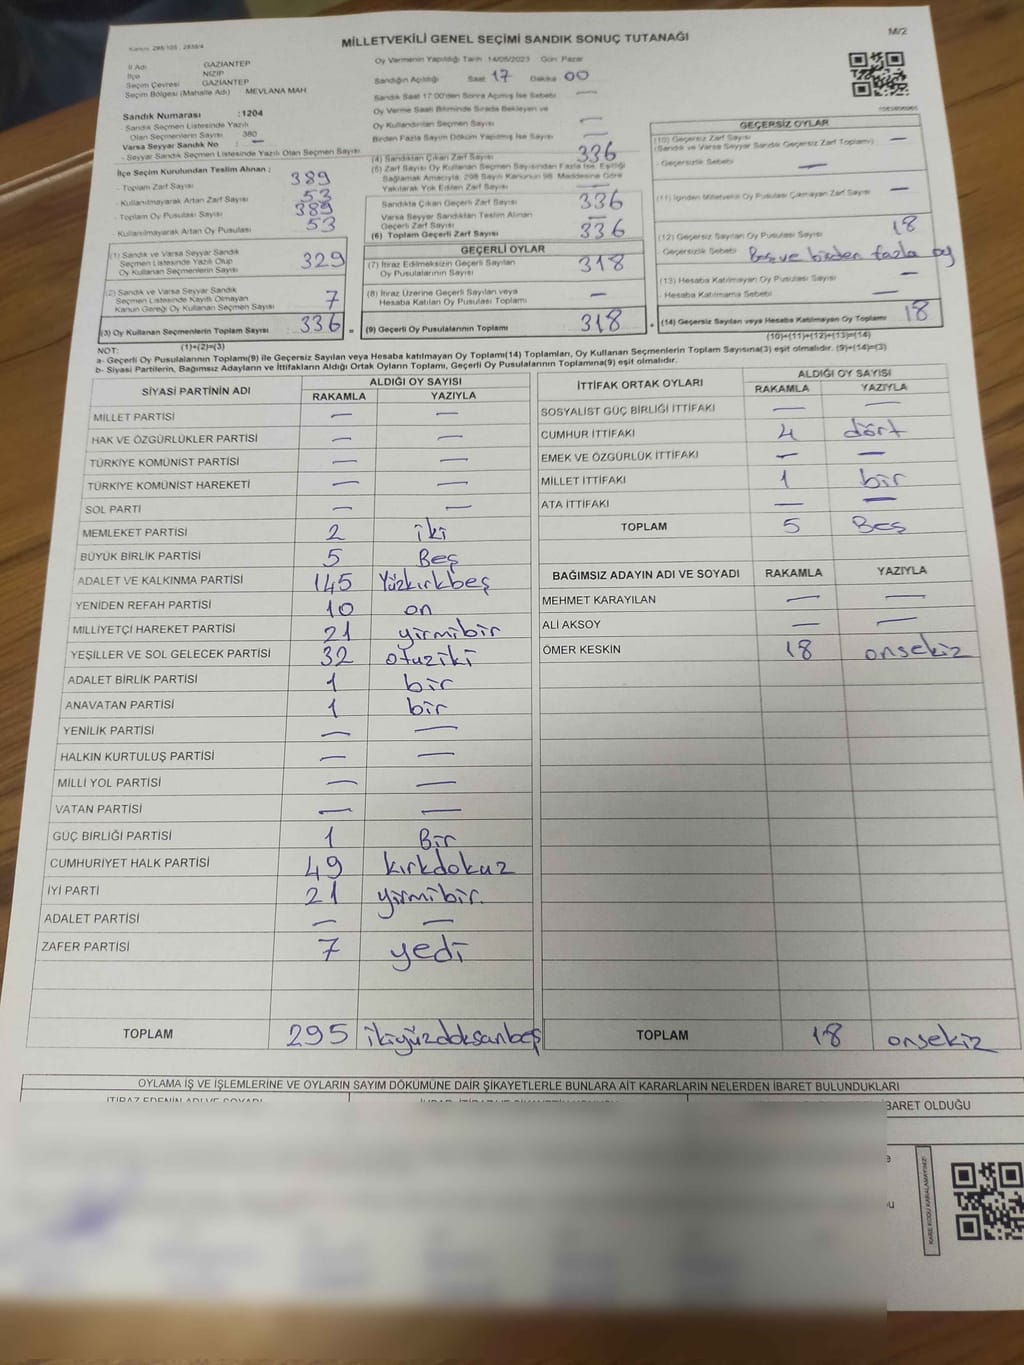 Kanun: 298/105 , 2839/4
MİLLETVEKİLİ GENEL SEÇİMİ SANDIK SONUÇ TUTANAĞI
M/2
İl Adı GAZİANTEP
İlçe NİZİP
Seçim Çevresi GAZİANTEP
Seçim Bölgesi (Mahalle Adı) : MEVLANA MAH
Sandık Numarası :1204
- Sandık Seçmen Listesinde Yazılı
Olan Seçmenlerin Sayısı 380
Varsa Seyyar Sandık No : —
- Seyyar Sandık Seçmen Listesinde Yazılı Olan Seçmen Sayısı
İlçe Seçim Kurulundan Teslim Alınan ;
- Toplam Zarf Sayısı 389
- Kullanılmayarak Artan Zarf Sayısı 53
- Toplam Oy Pusulası Sayısı 389
- Kullanılmayarak Artan Oy Pusulası 53
(1) Sandık ve Varsa Seyyar Sandık
Seçmen Listesinde Yazılı Olup
Oy Kullanan Seçmenlerin Sayısı 329
(2) Sandık ve Varsa Seyyar Sandık
Seçmen Listesinde Kayıtlı Olmayan
Kanun Gereği Oy Kullanan Seçmen Sayısı 7
(3) Oy Kullanan Seçmenlerin Toplam Sayısı 336 =
(1)+(2)=(3)
Oy Vermenin Yapıldığı Tarih 14/05/2023 Gün Pazar
Sandığın Açıldığı Saat 17 Dakika 00
Sandık Saat 17:00'den Sonra Açılmış İse Sebebi —
Oy Verme Saati Bitiminde Sırada Bekleyen ve
Oy Kullandırılan Seçmen Sayısı —
Birden Fazla Sayım Döküm Yapılmış İse Sayısı —
(4) Sandıktan Çıkan Zarf Sayısı 336
(5) Zarf Sayısı Oy Kullanan Seçmen Sayısından Fazla İse, Eşitliği
Sağlamak Amacıyla, 298 Sayılı Kanunun 98. Maddesine Göre
Yakılarak Yok Edilen Zarf Sayısı —
Sandıkta Çıkan Geçerli Zarf Sayısı 336
Varsa Seyyar Sandıktan Teslim Alınan
Geçerli Zarf Sayısı —
(6) Toplam Geçerli Zarf Sayısı 336
GEÇERLİ OYLAR
(7) İtiraz Edilmeksizin Geçerli Sayılan
Oy Pusulalarının Sayısı 318
(8) İtiraz Üzerine Geçerli Sayılan veya
Hesaba Katılan Oy Pusulası Toplamı —
(9) Geçerli Oy Pusulalarının Toplamı 318
GEÇERSİZ OYLAR
(10) Geçersiz Zarf Sayısı
(Sandık ve Varsa Seyyar Sandık Geçersiz Zarf Toplamı) —
- Geçersizlik Sebebi —
(11) İçinden Milletvekili Oy Pusulası Çıkmayan Zarf Sayısı —
(12) Geçersiz Sayılan Oy Pusulası Sayısı 18
- Geçersizlik Sebebi Boş ve birden fazla oy
(13) Hesaba Katılmayan Oy Pusulası Sayısı —
- Hesaba Katılmama Sebebi —
(14) Geçersiz Sayılan veya Hesaba Katılmayan Oy Toplamı 18
(10)+(11)+(12)+(13)=(14)
NOT:
a- Geçerli Oy Pusulalarının Toplamı(9) ile Geçersiz Sayılan veya Hesaba katılmayan Oy Toplamı(14) Toplamları, Oy Kullanan Seçmenlerin Toplam Sayısına(3) eşit olmalıdır. (9)+(14)=(3)
b- Siyasi Partilerin, Bağımsız Adayların ve İttifakların Aldığı Ortak Oyların Toplamı, Geçerli Oy Pusulalarının Toplamına(9) eşit olmalıdır.
SİYASİ PARTİNİN ADI ALDIĞI OY SAYISI
RAKAMLA YAZIYLA
MİLLET PARTİSİ — —
HAK VE ÖZGÜRLÜKLER PARTİSİ — —
TÜRKİYE KOMÜNİST PARTİSİ — —
TÜRKİYE KOMÜNİST HAREKETİ — —
SOL PARTİ — —
MEMLEKET PARTİSİ 2 iki
BÜYÜK BİRLİK PARTİSİ 5 Beş
ADALET VE KALKINMA PARTİSİ 145 Yüzkırkbeş
YENİDEN REFAH PARTİSİ 10 on
MİLLİYETÇİ HAREKET PARTİSİ 21 yirmibir
YEŞİLLER VE SOL GELECEK PARTİSİ 32 otuziki
ADALET BİRLİK PARTİSİ 1 bir
ANAVATAN PARTİSİ 1 bir
YENİLİK PARTİSİ — —
HALKIN KURTULUŞ PARTİSİ — —
MİLLİ YOL PARTİSİ — —
VATAN PARTİSİ — —
GÜÇ BİRLİĞİ PARTİSİ 1 Bir
CUMHURİYET HALK PARTİSİ 49 kırkdokuz
İYİ PARTİ 21 yirmibir.
ADALET PARTİSİ — —
ZAFER PARTİSİ 7 yedi
TOPLAM 295 ikiyüzdoksanbeş
İTTİFAK ORTAK OYLARI ALDIĞI OY SAYISI
RAKAMLA YAZIYLA
SOSYALİST GÜÇ BİRLİĞİ İTTİFAKI — —
CUMHUR İTTİFAKI 4 dört
EMEK VE ÖZGÜRLÜK İTTİFAKI — —
MİLLET İTTİFAKI 1 bir
ATA İTTİFAKI — —
TOPLAM 5 Beş
BAĞIMSIZ ADAYIN ADI VE SOYADI RAKAMLA YAZIYLA
MEHMET KARAYILAN — —
ALİ AKSOY — —
ÖMER KESKİN 18 onsekiz
TOPLAM 18 onsekiz
OYLAMA İŞ VE İŞLEMLERİNE VE OYLARIN SAYIM DÖKÜMÜNE DAİR ŞİKAYETLERLE BUNLARA AİT KARARLARIN NELERDEN İBARET BULUNDUKLARI
İTİRAZ EDENİN ADI VE SOYADI
İBARET OLDUĞU
KARE KODU KARALAMAYINIZ!